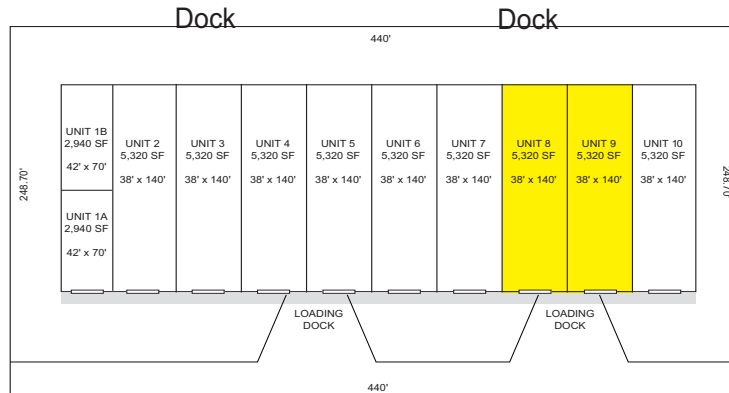 Dock
Dock
440'
248.70'
UNIT 1B
2,940 SF
42' x 70'
UNIT 1A
2,940 SF
42' x 70'
UNIT 2
5,320 SF
38' x 140'
UNIT 3
5,320 SF
38' x 140'
UNIT 4
5,320 SF
38' x 140'
UNIT 5
5,320 SF
38' x 140'
UNIT 6
5,320 SF
38' x 140'
UNIT 7
5,320 SF
38' x 140'
UNIT 8
5,320 SF
38' x 140'
UNIT 9
5,320 SF
38' x 140'
UNIT 10
5,320 SF
38' x 140'
248.70'
LOADING
DOCK
LOADING
DOCK
440'